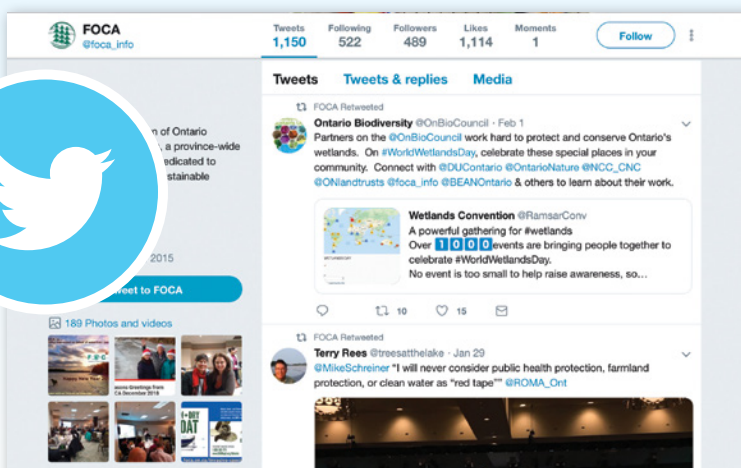 FOCA
@foca_info
Tweets Following Followers Likes Moments
1,150 522 489 1,114 1
Follow
Tweets Tweets & replies Media
n of Ontario
, a province-wide
edicated to
stainable
2015
weet to FOCA
189 Photos and videos
FOCA Retweeted
Ontario Biodiversity @OnBioCouncil · Feb 1
Partners on the @OnBioCouncil work hard to protect and conserve Ontario's
wetlands. On #WorldWetlandsDay, celebrate these special places in your
community. Connect with @DUContario @OntarioNature @NCC_CNC
@ONlandtrusts @foca_info @BEANOntario & others to learn about their work.
Wetlands Convention @RamsarConv
A powerful gathering for #wetlands
Over 1000 events are bringing people together to
celebrate #WorldWetlandsDay.
No event is too small to help raise awareness, so...
10 15
FOCA Retweeted
Terry Rees @treesatthelake · Jan 29
@MikeSchreiner "I will never consider public health protection, farmland
protection, or clean water as "red tape"" @ROMA_Ont